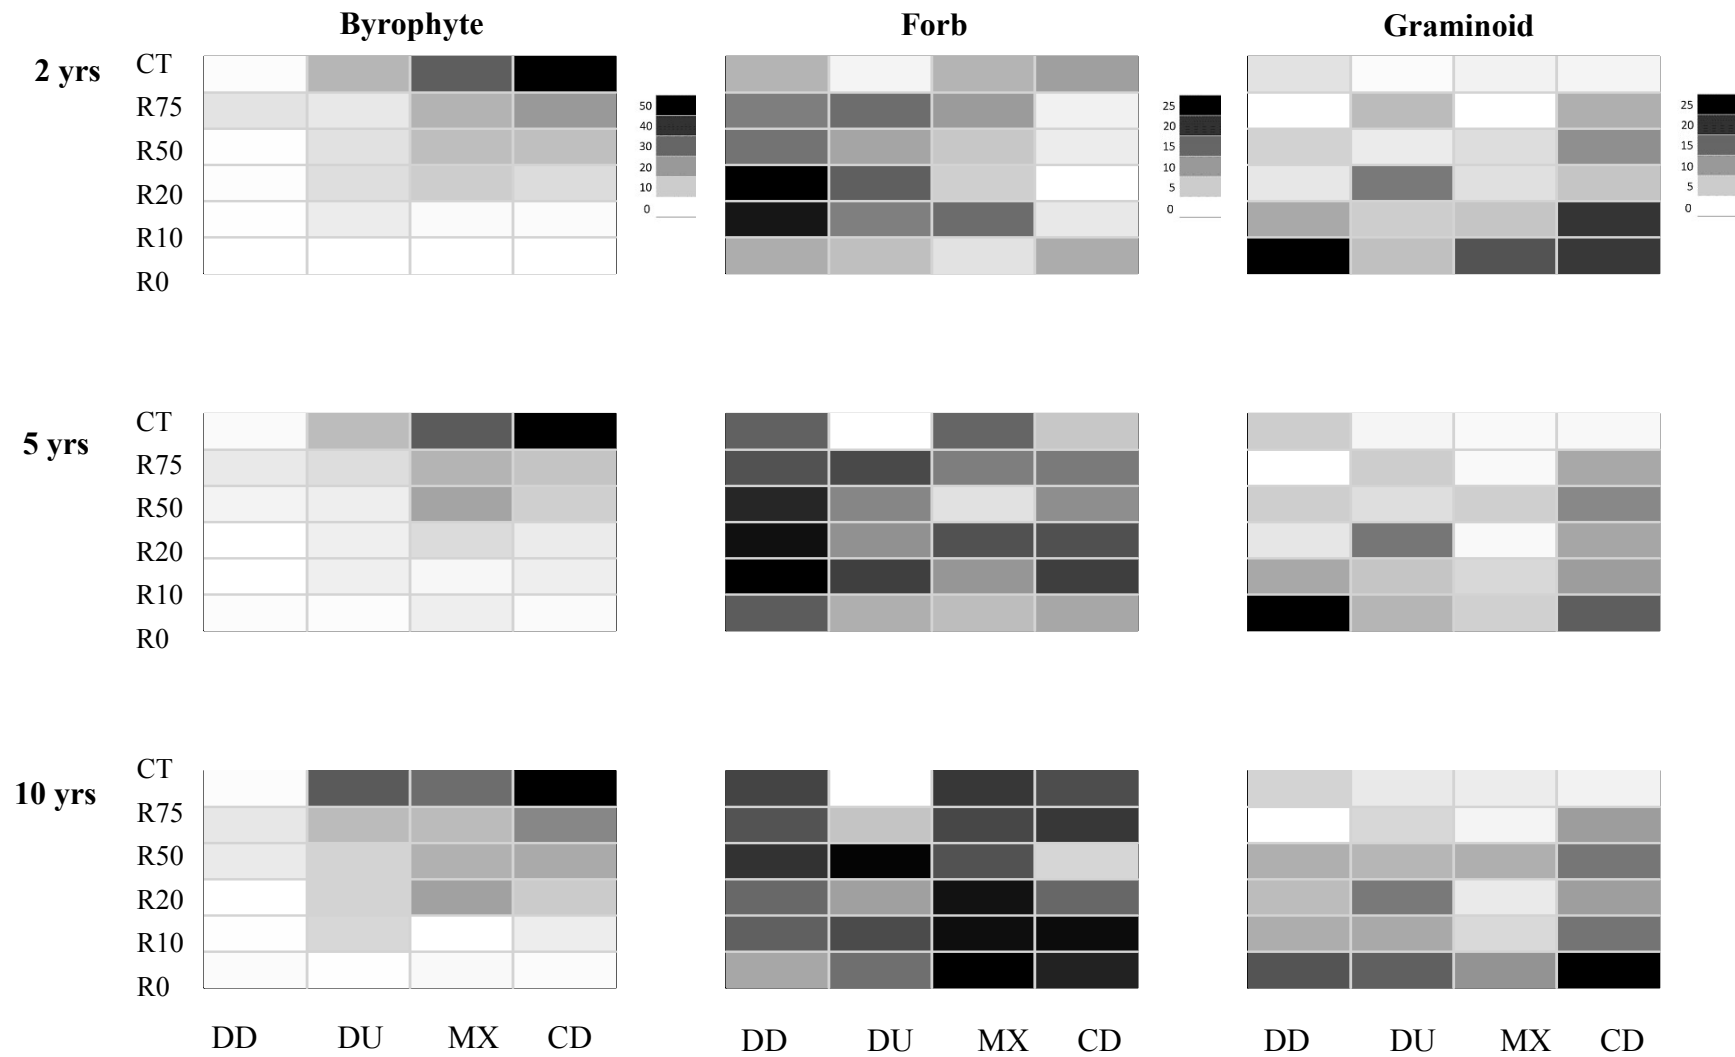 Byrophyte Forb Graminoid
2 yrs
CT
R75
R50
R20
R10
R0
50
40
30
20
10
0
25
20
15
10
5
0
25
20
15
10
5
0
5 yrs
CT
R75
R50
R20
R10
R0
10 yrs
CT
R75
R50
R20
R10
R0
DD DU MX CD DD DU MX CD DD DU MX CD